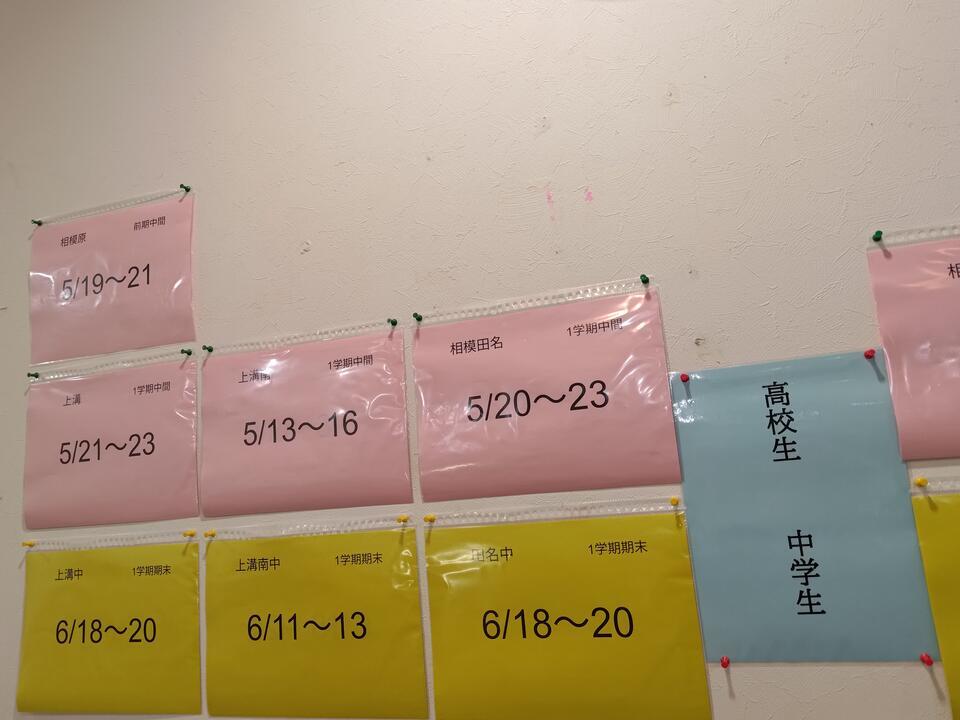 相模原 前期中間
5/19～21
上溝 1学期中間
5/21～23
上溝南 1学期中間
5/13～16
相模田名 1学期中間
5/20～23
高校生
中学生
相
上溝中 1学期期末
6/18～20
上溝南中 1学期期末
6/11～13
田名中 1学期期末
6/18～20